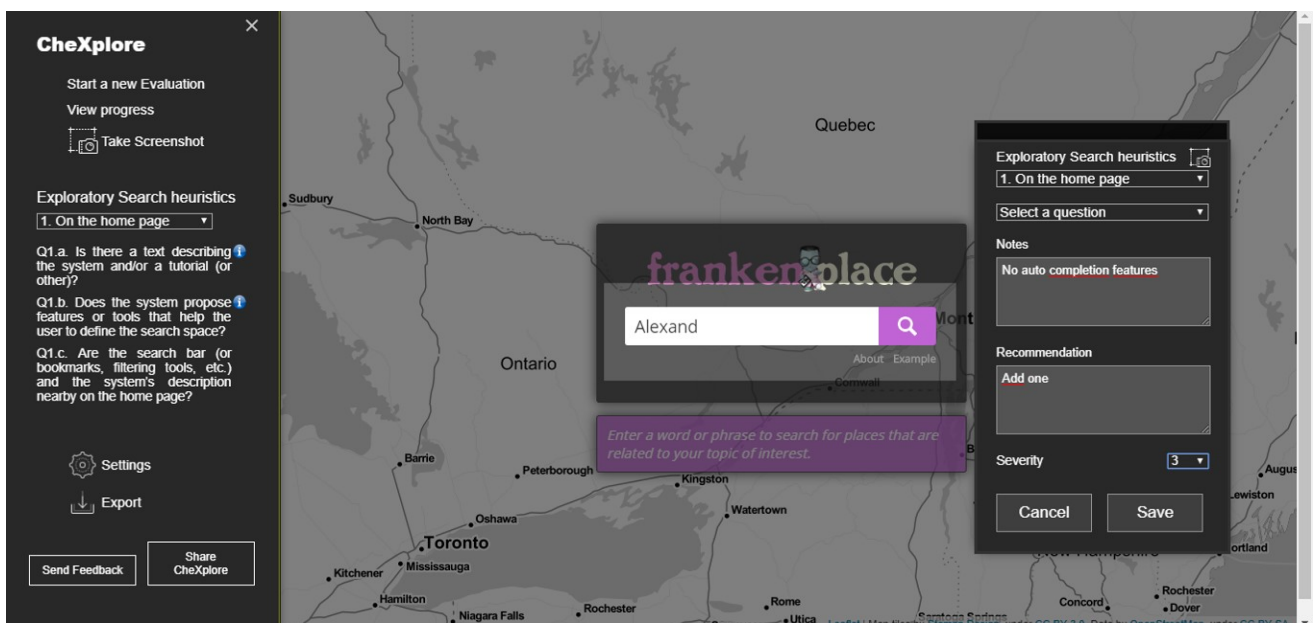 CheXplore
×
Start a new Evaluation
View progress
Take Screenshot
Exploratory Search heuristics
1. On the home page
Q1.a. Is there a text describing
the system and/or a tutorial (or
other)?
Q1.b. Does the system propose
features or tools that help the
user to define the search space?
Q1.c. Are the search bar (or
bookmarks, filtering tools, etc.)
and the system's description
nearby on the home page?
Settings
Export
Send Feedback
Share
CheXplore
Quebec
Sudbury
North Bay
Ontario
Mont
Cornwall
Barrie
Peterborough
Kingston
Watertown
Oshawa
Toronto
Mississauga
Kitchener
Hamilton
Niagara Falls
Rochester
Rome
Utica
Saratoga Springs
New Hampshire
Concord
Rochester
Dover
Portland
Lewiston
Augus
frankenplace
Alexand
About Example
Enter a word or phrase to search for places that are
related to your topic of interest.
Exploratory Search heuristics
1. On the home page
Select a question
Notes
No auto completion features
Recommendation
Add one
Severity
3
Cancel
Save